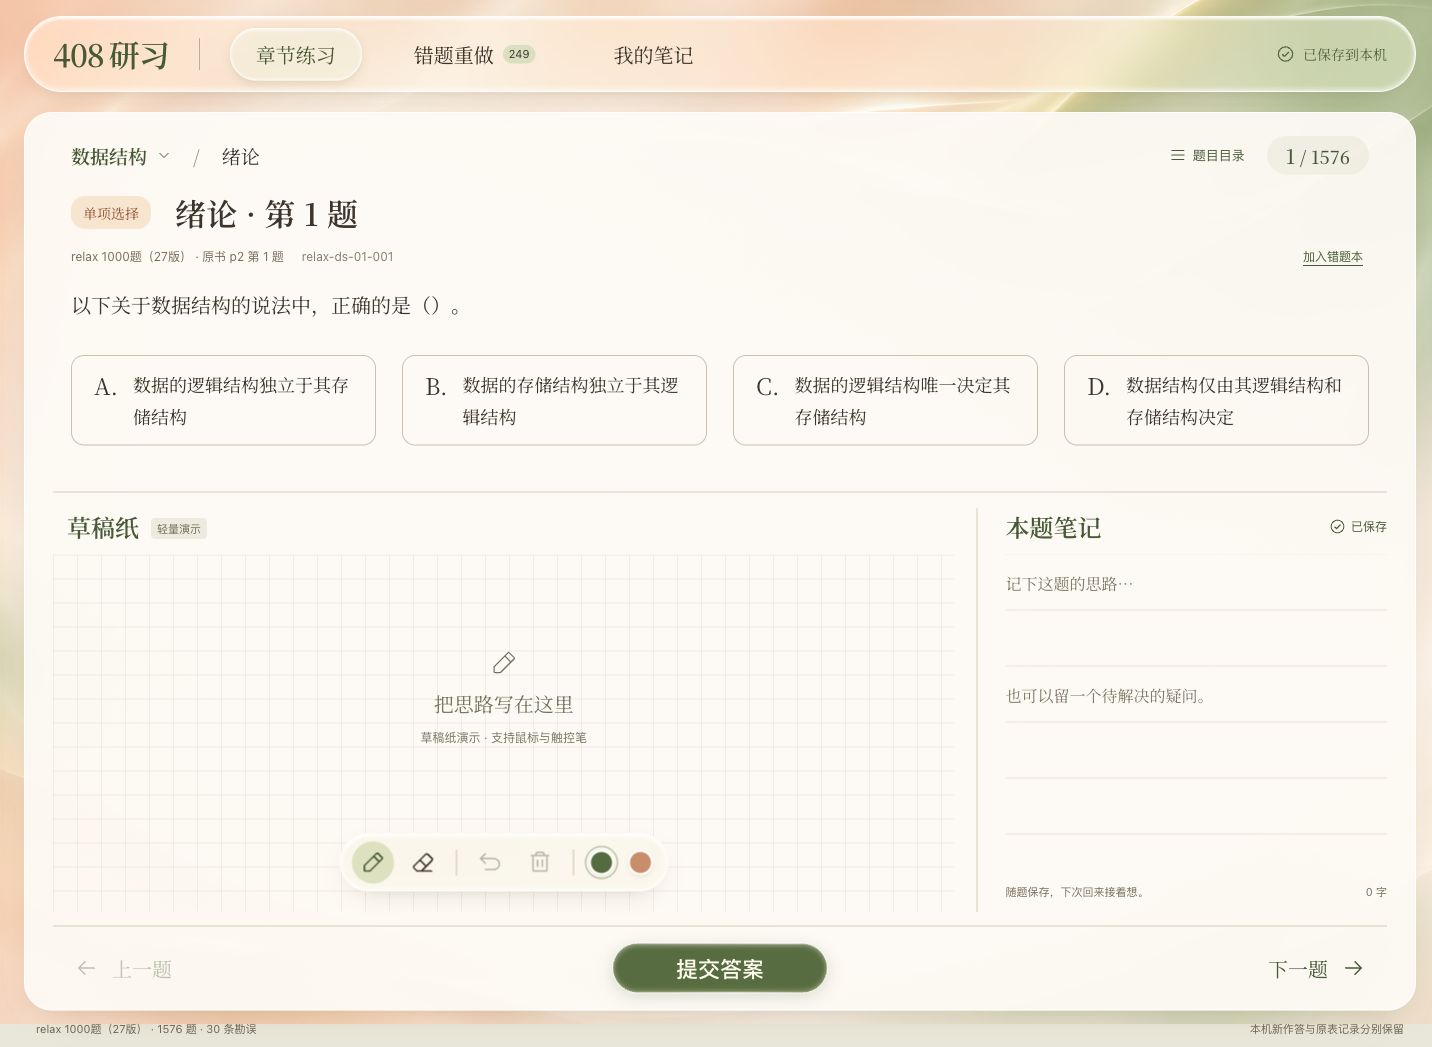 408 研习
章节练习
错题重做 249
我的笔记
已保存到本机
数据结构 / 绪论
题目目录
1 / 1576
单项选择
绪论 · 第 1 题
relax 1000题（27版） · 原书 p2 第 1 题 relax-ds-01-001
加入错题本
以下关于数据结构的说法中，正确的是（）。
A. 数据的逻辑结构独立于其存
储结构
B. 数据的存储结构独立于其逻
辑结构
C. 数据的逻辑结构唯一决定其
存储结构
D. 数据结构仅由其逻辑结构和
存储结构决定
草稿纸 轻量演示
把思路写在这里
草稿纸演示 · 支持鼠标与触控笔
本题笔记
已保存
记下这题的思路…
也可以留一个待解决的疑问。
随题保存，下次回来接着想。
0 字
上一题
提交答案
下一题
relax 1000题（27版） · 1576 题 · 30 条勘误
本机新作答与原表记录分别保留